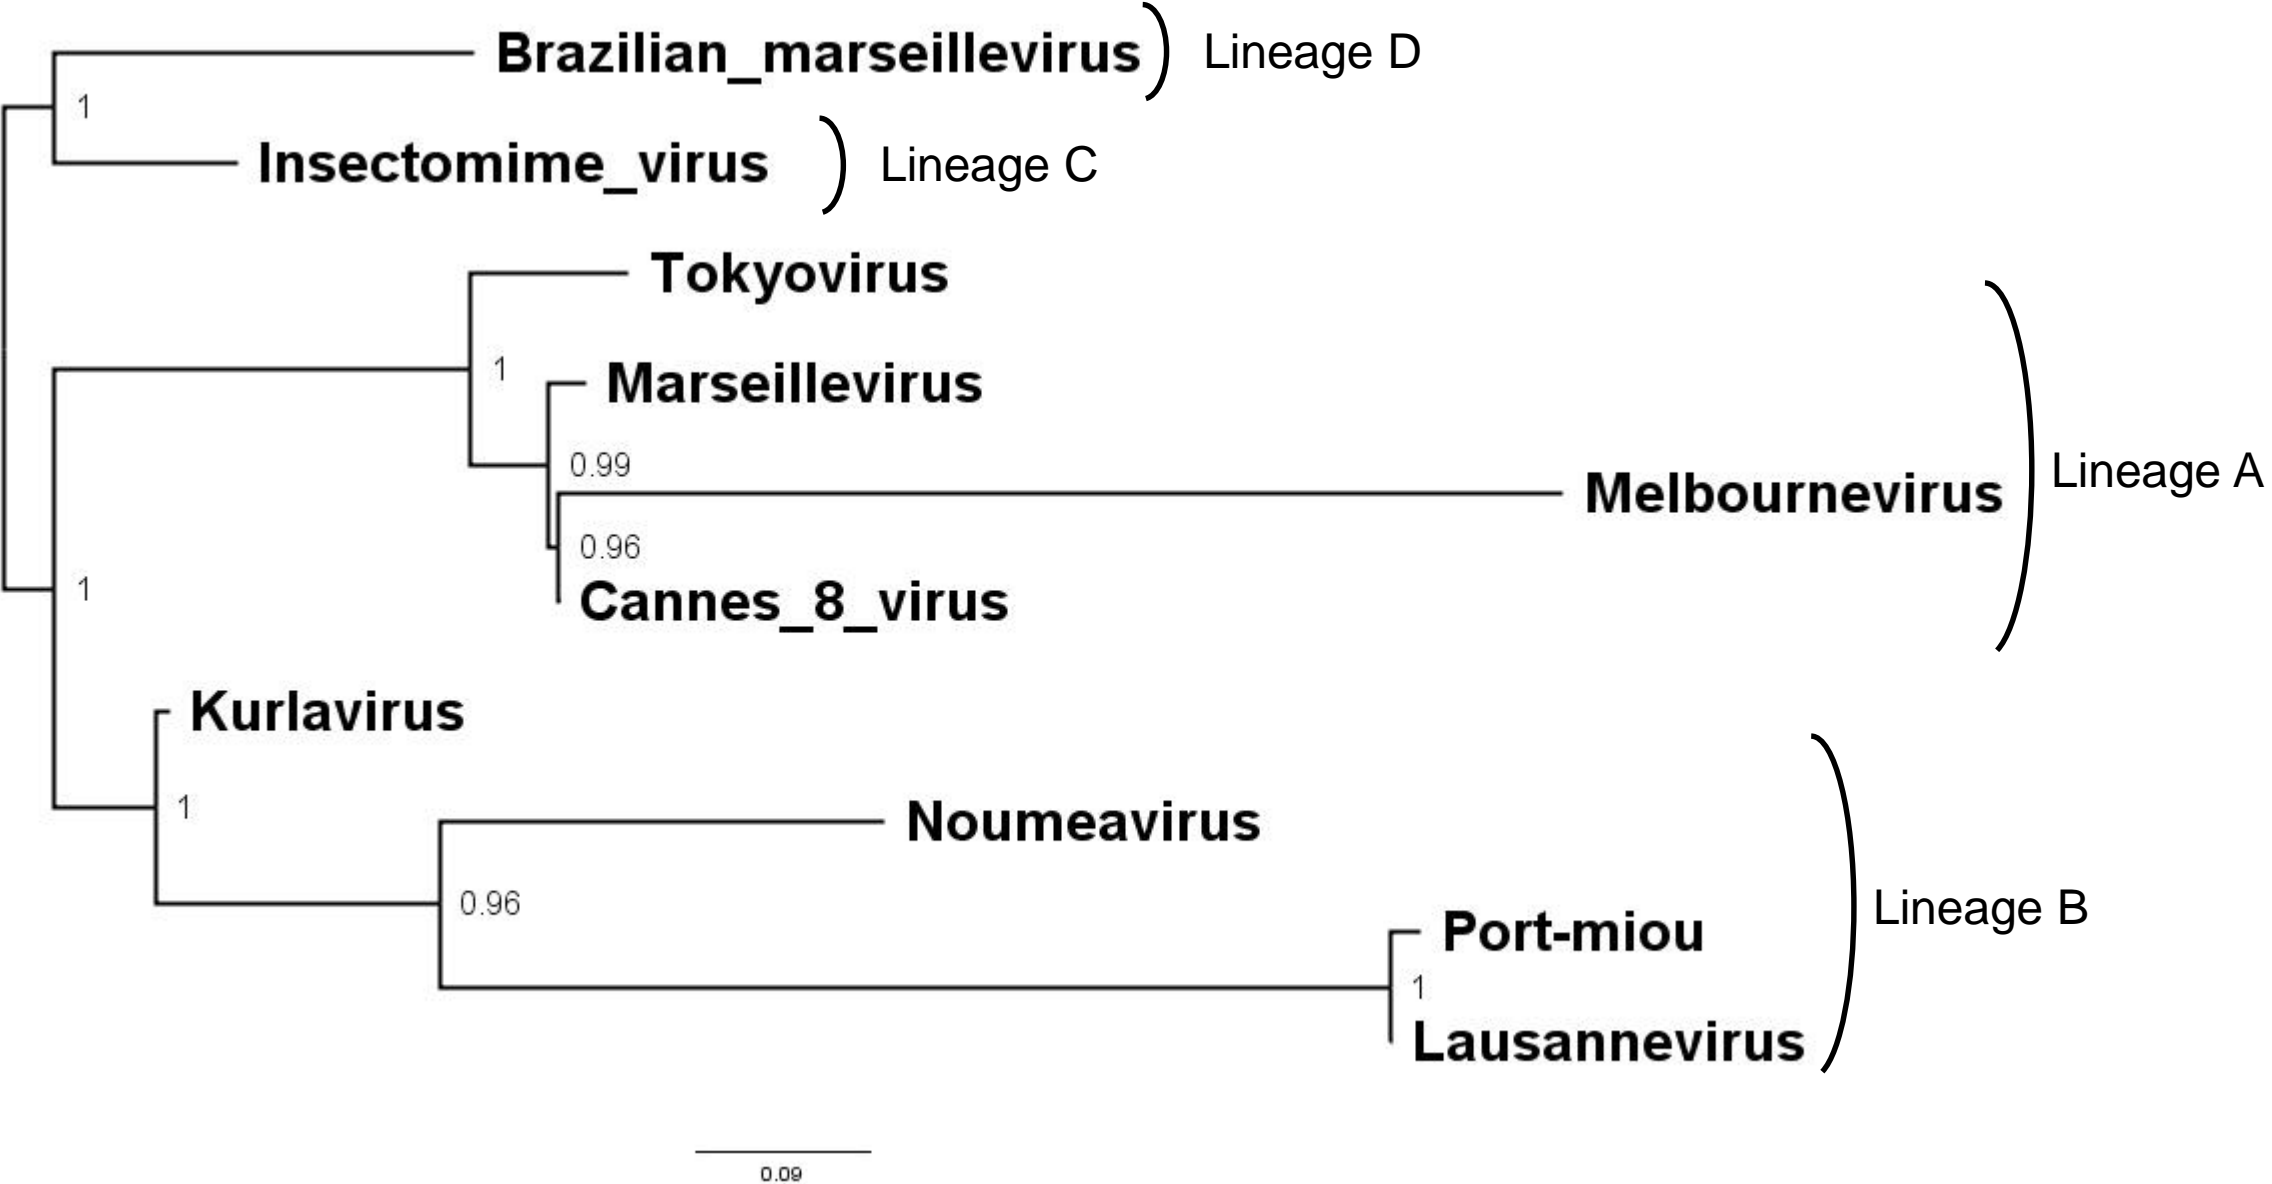 Brazilian_marseillevirus
Lineage D
1
Insectomime_virus
Lineage C
Tokyovirus
1
Marseillevirus
0.99
Melbournevirus
Lineage A
0.96
Cannes_8_virus
1
Kurlavirus
1
Noumeavirus
0.96
Port-miou
Lineage B
1
Lausannevirus
0.09